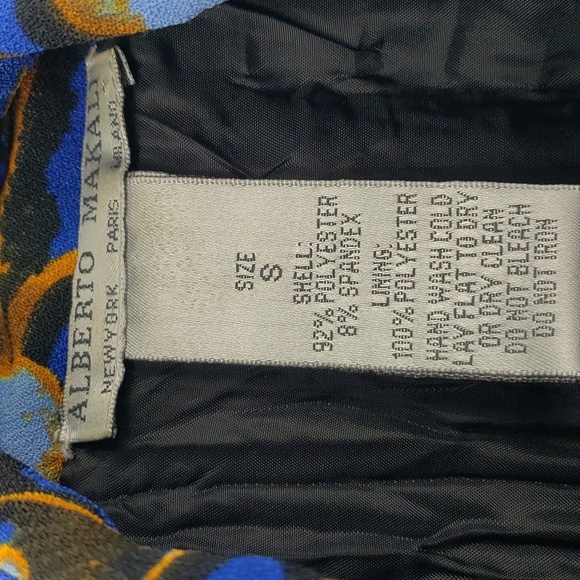 ALBERTO MAKALI
NEW YORK PARIS MILANO
SIZE
S
SHELL:
92% POLYESTER
8% SPANDEX
LINING:
100% POLYESTER
HAND WASH COLD
LAY FLAT TO DRY
OR DRY CLEAN
DO NOT BLEACH
DO NOT IRON